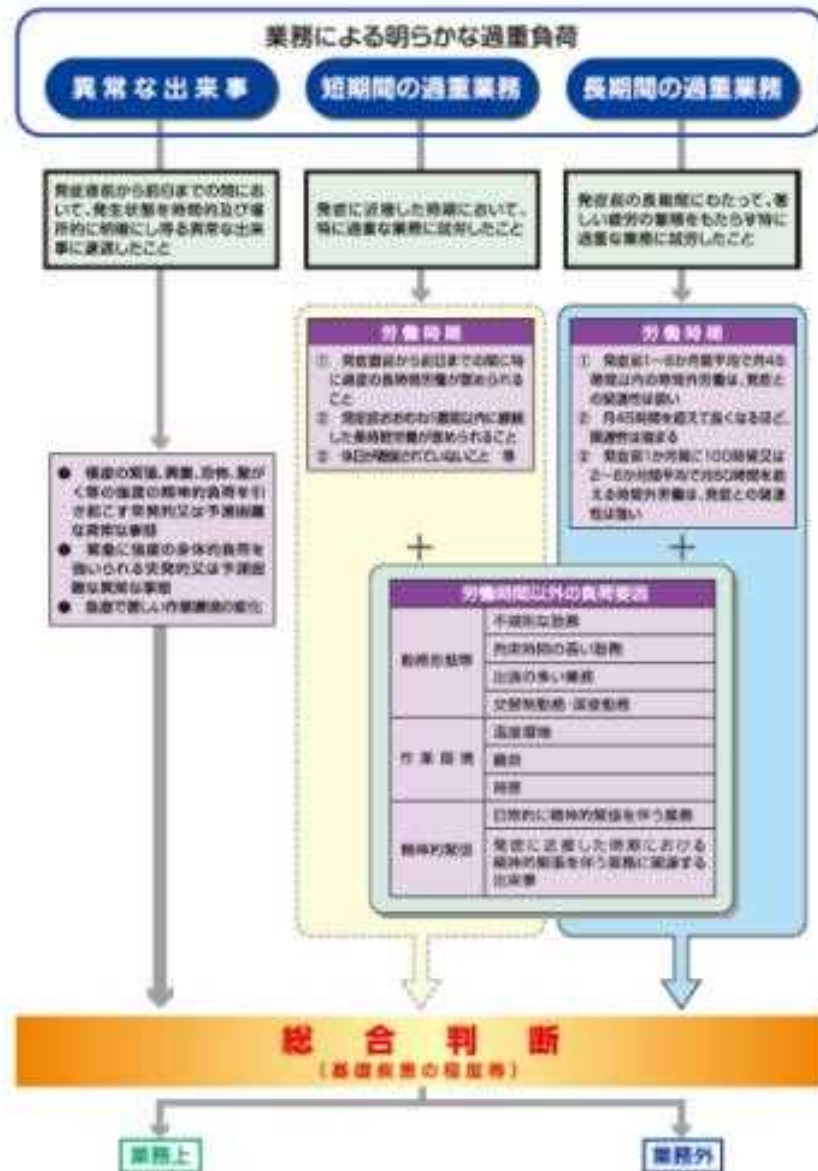 業務による明らかな過重負荷
異常な出来事
短期間の過重業務
長期間の過重業務
発症直前から前日までの間にお
いて、発生状態を時間的及び場
所的に明確にし得る異常な出来
事に遭遇したこと
発症に近接した時期において、
特に過重な業務に就労したこと
発症前の長期間にわたって、著
しい疲労の蓄積をもたらす特に
過重な業務に就労したこと
● 極度の緊張、興奮、恐怖、驚が
く等の強度の精神的負荷を引
き起こす突発的又は予測困難
な異常な事態
● 緊急に強度の身体的負荷を
強いられる突発的又は予測困
難な異常な事態
● 急激で著しい作業環境の変化
労働時間
① 発症直前から前日までの間に特
に過度の長時間労働が認められる
こと
② 発症前おおむね1週間以内に継続
した長時間労働が認められること
③ 休日が確保されていないこと 等
労働時間
① 発症前1~6か月間平均で月45
時間以内の時間外労働は、発症と
の関連性は弱い
② 月45時間を超えて長くなるほど、
関連性は強まる
③ 発症前1か月間に100時間又は
2~6か月間平均で月80時間を超
える時間外労働は、発症との関連
性は強い
+
+
労働時間以外の負荷要因
勤務形態等
不規則な勤務
拘束時間の長い勤務
出張の多い業務
交替制勤務・深夜勤務
作業環境
温度環境
騒音
時差
精神的緊張
日常的に精神的緊張を伴う業務
発症に近接した時期における
精神的緊張を伴う業務に関連する
出来事
総合判断
(基礎疾患の程度等)
業務上
業務外